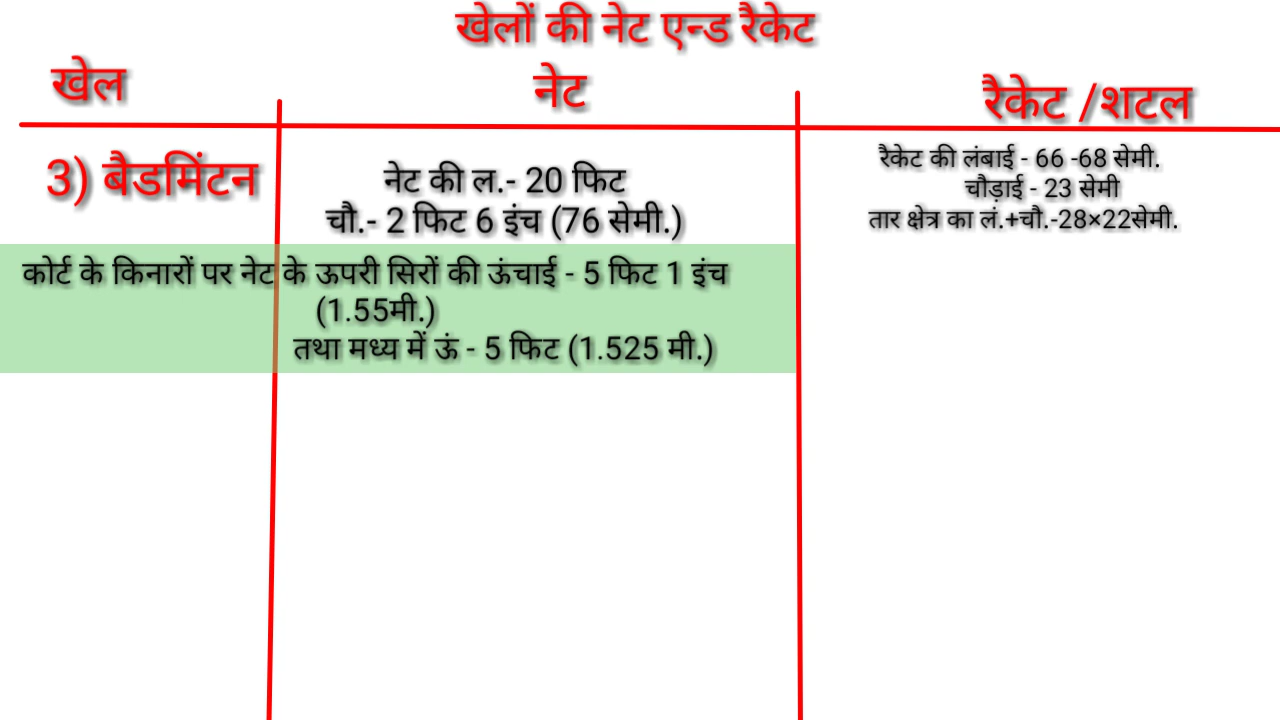 खेलों की नेट एन्ड रैकेट
खेल
नेट
रैकेट /शटल
3) बैडमिंटन
नेट की ल.- 20 फिट
चौ.- 2 फिट 6 इंच (76 सेमी.)
कोर्ट के किनारों पर नेट के ऊपरी सिरों की ऊंचाई - 5 फिट 1 इंच
(1.55मी.)
तथा मध्य में ऊं - 5 फिट (1.525 मी.)
रैकेट की लंबाई - 66 -68 सेमी.
चौड़ाई - 23 सेमी
तार क्षेत्र का लं.+चौ.-28×22सेमी.